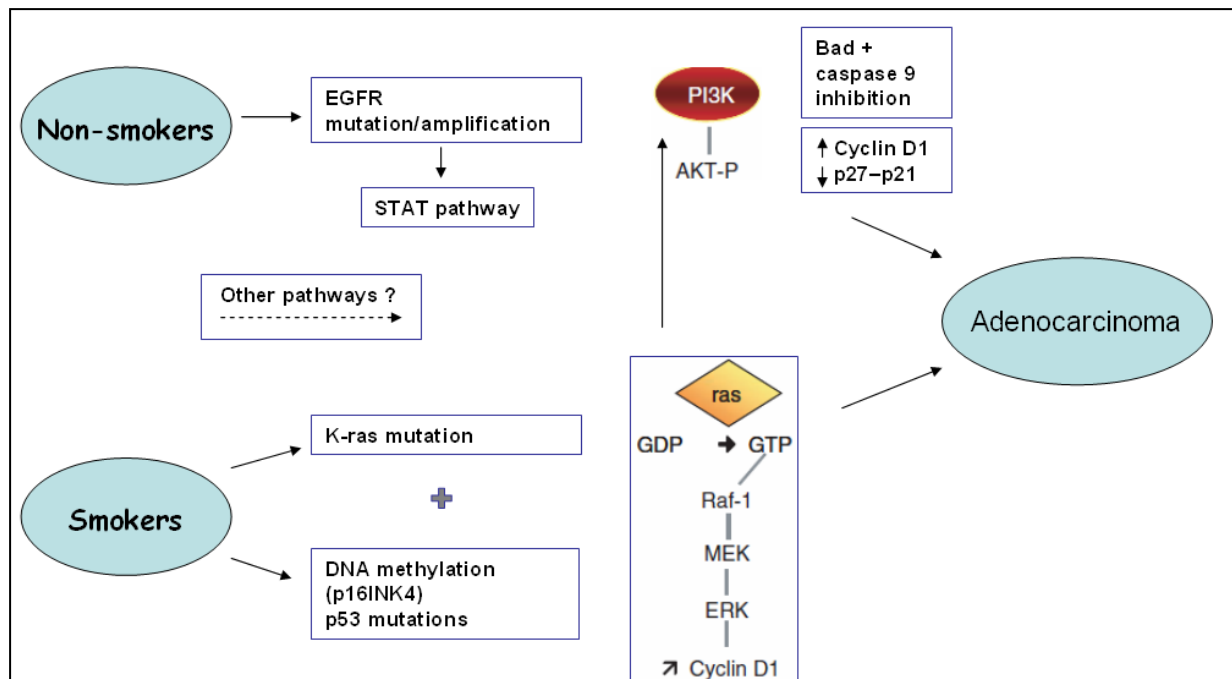 Non-smokers
EGFR
mutation/amplification
STAT pathway
Other pathways ?
Smokers
K-ras mutation
+
DNA methylation
(p16INK4)
p53 mutations
PI3K
AKT-P
Bad +
caspase 9
inhibition
↑ Cyclin D1
↓ p27–p21
ras
GDP → GTP
Raf-1
MEK
ERK
↗ Cyclin D1
Adenocarcinoma